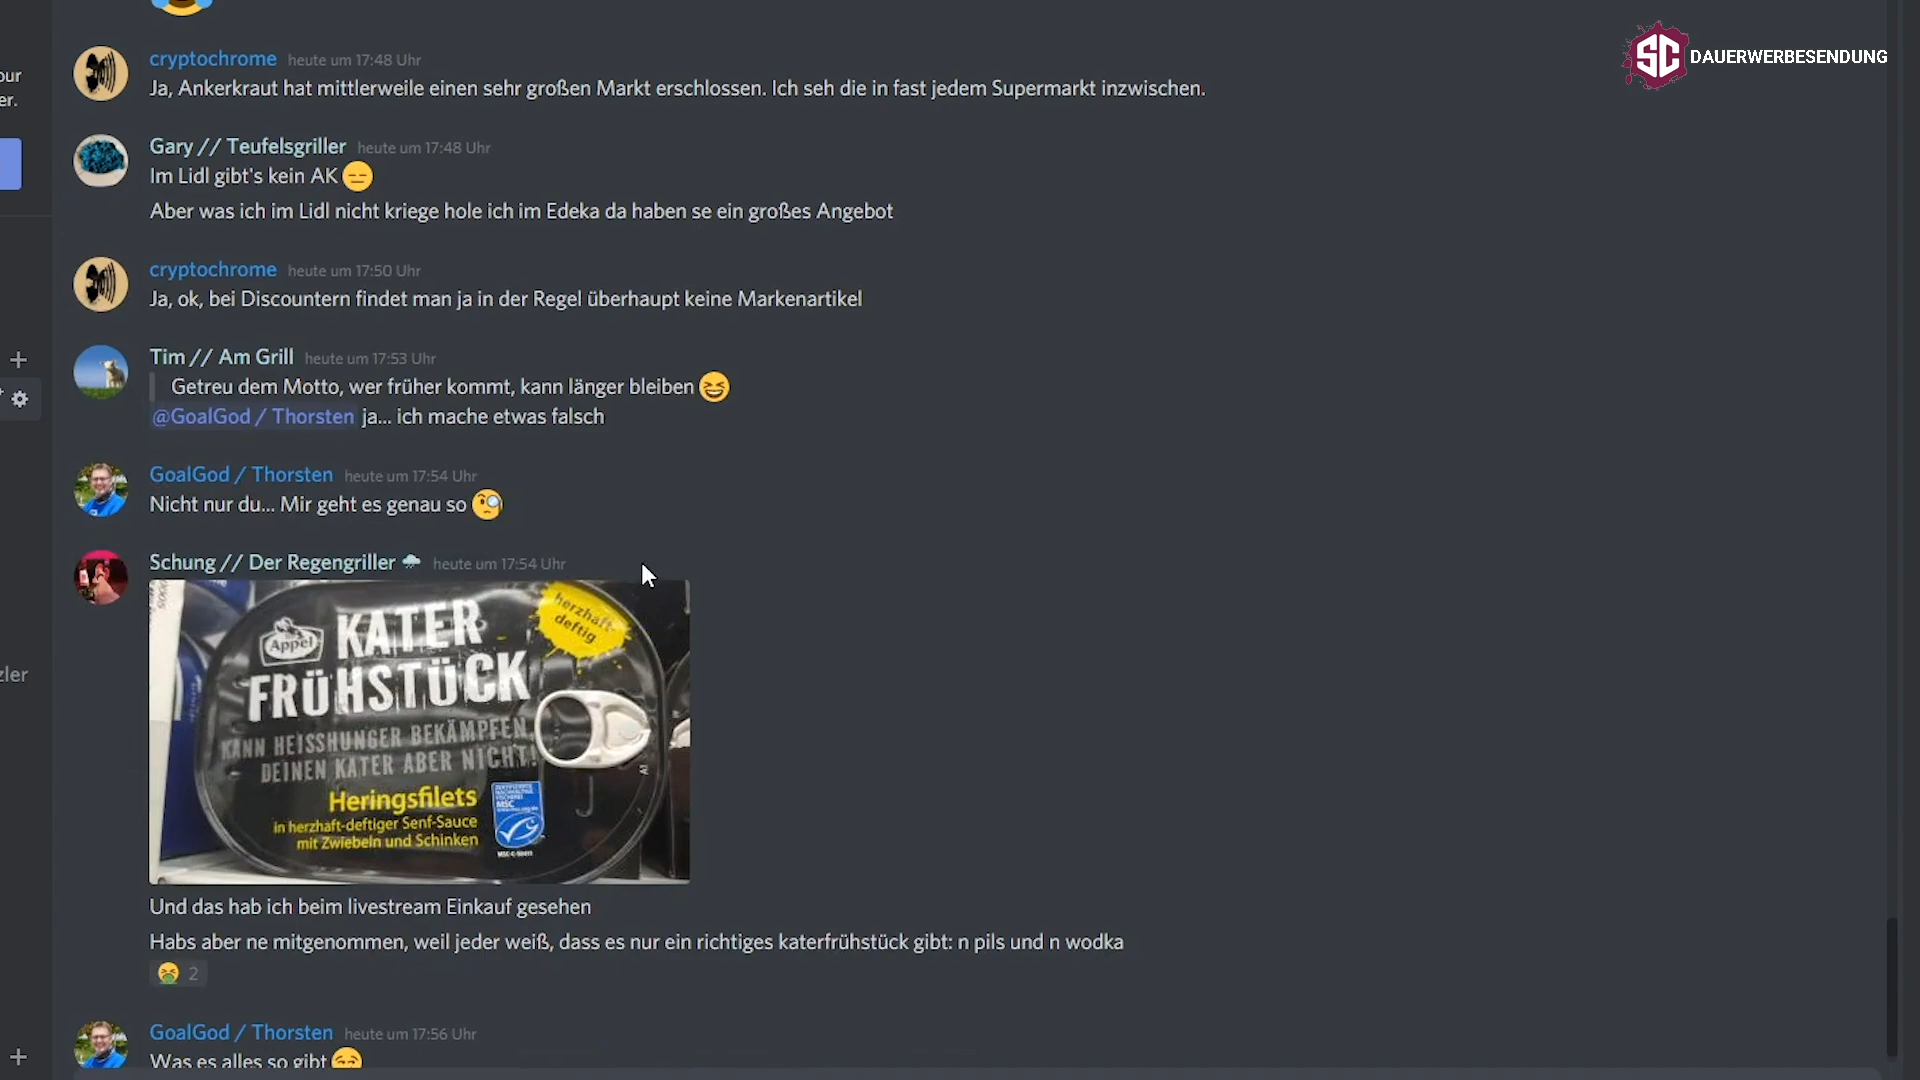 our
er.
SC DAUERWERBESENDUNG
cryptochrome heute um 17:48 Uhr
Ja, Ankerkraut hat mittlerweile einen sehr großen Markt erschlossen. Ich seh die in fast jedem Supermarkt inzwischen.
Gary // Teufelsgriller heute um 17:48 Uhr
Im Lidl gibt's kein AK
Aber was ich im Lidl nicht kriege hole ich im Edeka da haben se ein großes Angebot
cryptochrome heute um 17:50 Uhr
Ja, ok, bei Discountern findet man ja in der Regel überhaupt keine Markenartikel
Tim // Am Grill heute um 17:53 Uhr
Getreu dem Motto, wer früher kommt, kann länger bleiben
@GoalGod / Thorsten ja... ich mache etwas falsch
GoalGod / Thorsten heute um 17:54 Uhr
Nicht nur du... Mir geht es genau so
Schung // Der Regengriller heute um 17:54 Uhr
herzhaft-
deftig
Appel
KATER
FRÜHSTÜCK
KANN HEISSHUNGER BEKÄMPFEN,
DEINEN KATER ABER NICHT!
Heringsfilets
in herzhaft-deftiger Senf-Sauce
mit Zwiebeln und Schinken
MSC
zler
Und das hab ich beim livestream Einkauf gesehen
Habs aber ne mitgenommen, weil jeder weiß, dass es nur ein richtiges katerfrühstück gibt: n pils und n wodka
2
GoalGod / Thorsten heute um 17:56 Uhr
Was es alles so gibt